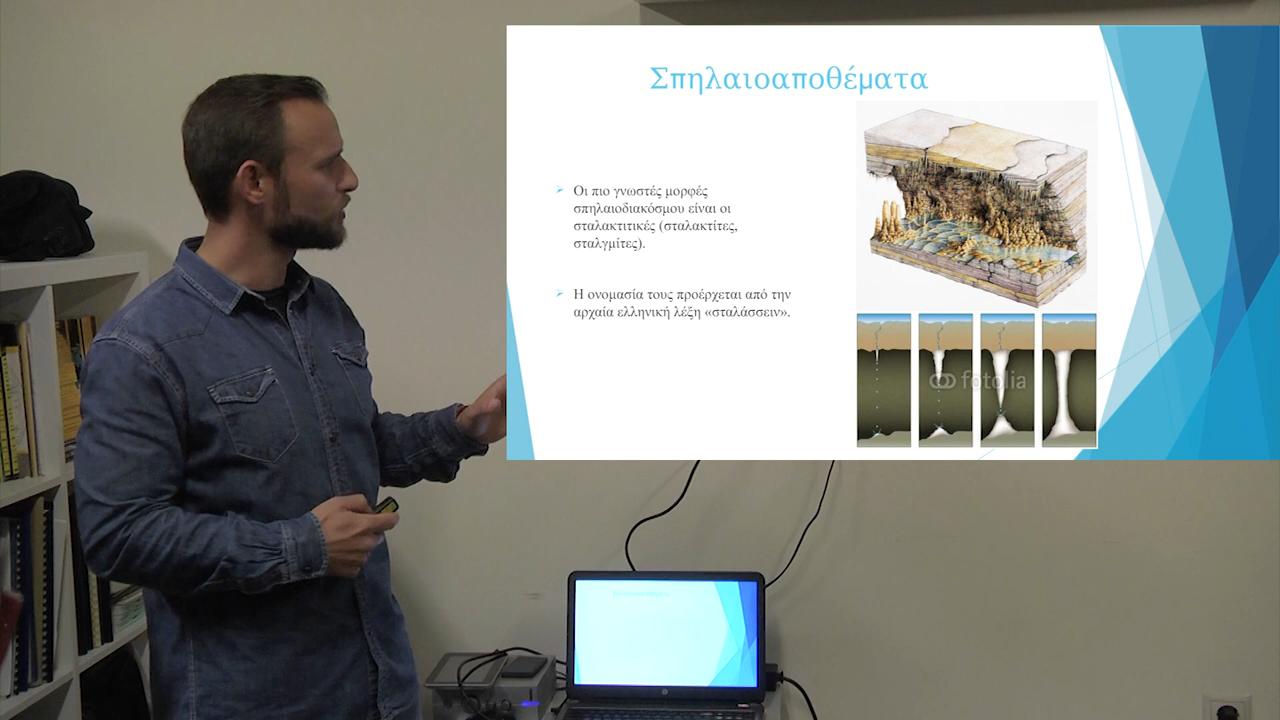 Σπηλαιοαποθέματα
Οι πιο γνωστές μορφές
σπηλαιοδιακόσμου είναι οι
σταλακτιτικές (σταλακτίτες,
σταλγμίτες).
Η ονομασία τους προέρχεται από την
αρχαία ελληνική λέξη «σταλάσσειν».
fotolia